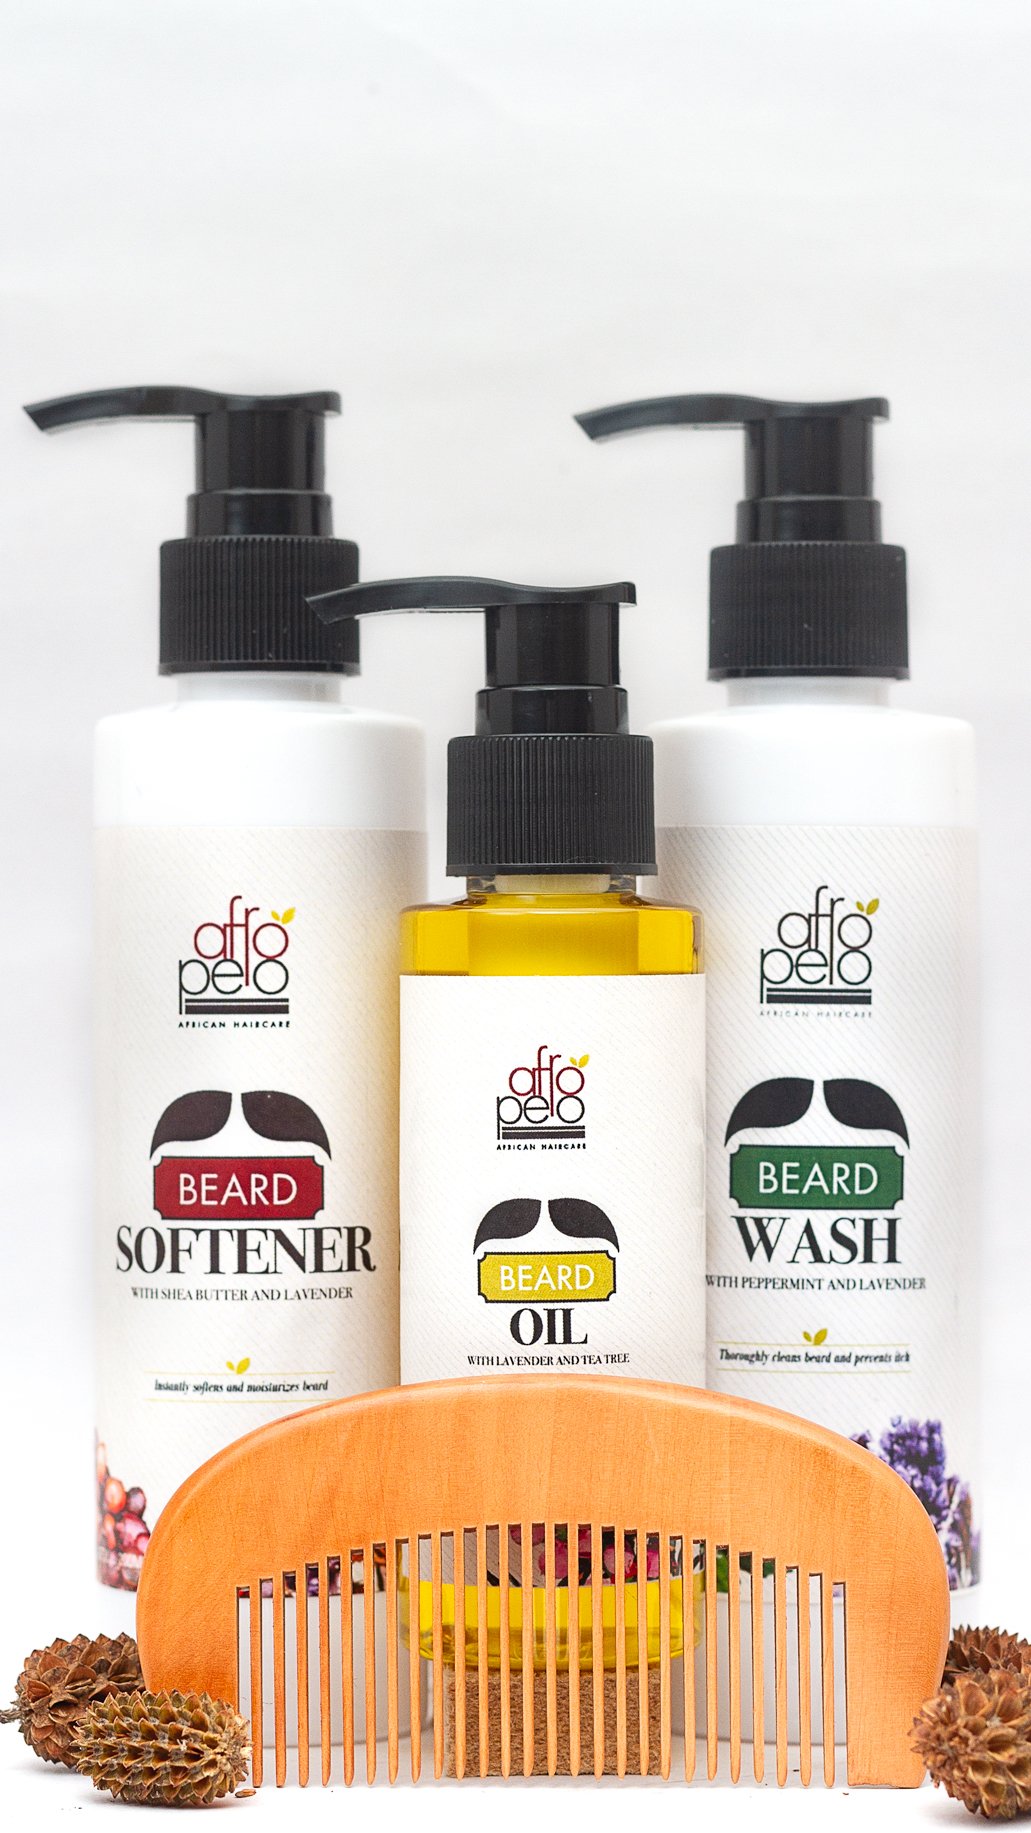 afro
pelo
AFRICAN HAIRCARE
BEARD
SOFTENER
WITH SHEA BUTTER AND LAVENDER
Instantly softens and moisturizes beard
afro
pelo
AFRICAN HAIRCARE
BEARD
OIL
WITH LAVENDER AND TEA TREE
afro
pelo
AFRICAN HAIRCARE
BEARD
WASH
WITH PEPPERMINT AND LAVENDER
Thoroughly cleans beard and prevents itch